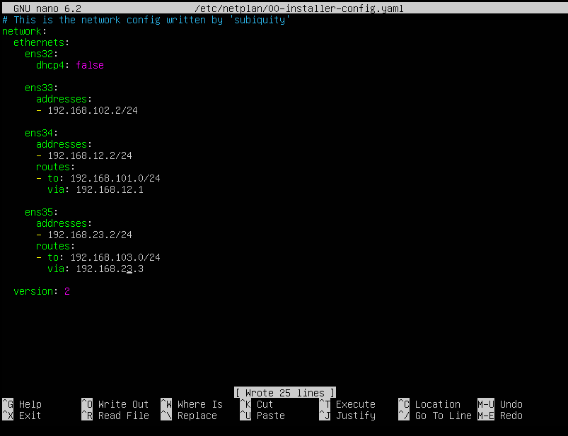 GNU nano 6.2 /etc/netplan/00-installer-config.yaml
# This is the network config written by 'subiquity'
network:
  ethernets:
    ens32:
      dhcp4: false
    ens33:
      addresses:
      - 192.168.102.2/24
    ens34:
      addresses:
      - 192.168.12.2/24
      routes:
      - to: 192.168.101.0/24
        via: 192.168.12.1
    ens35:
      addresses:
      - 192.168.23.2/24
      routes:
      - to: 192.168.103.0/24
        via: 192.168.23.3
  version: 2
[ Wrote 25 lines ]
^G Help ^O Write Out ^W Where Is ^K Cut ^T Execute ^C Location M-U Undo
^X Exit ^R Read File ^\ Replace ^U Paste ^J Justify ^/ Go To Line M-E Redo